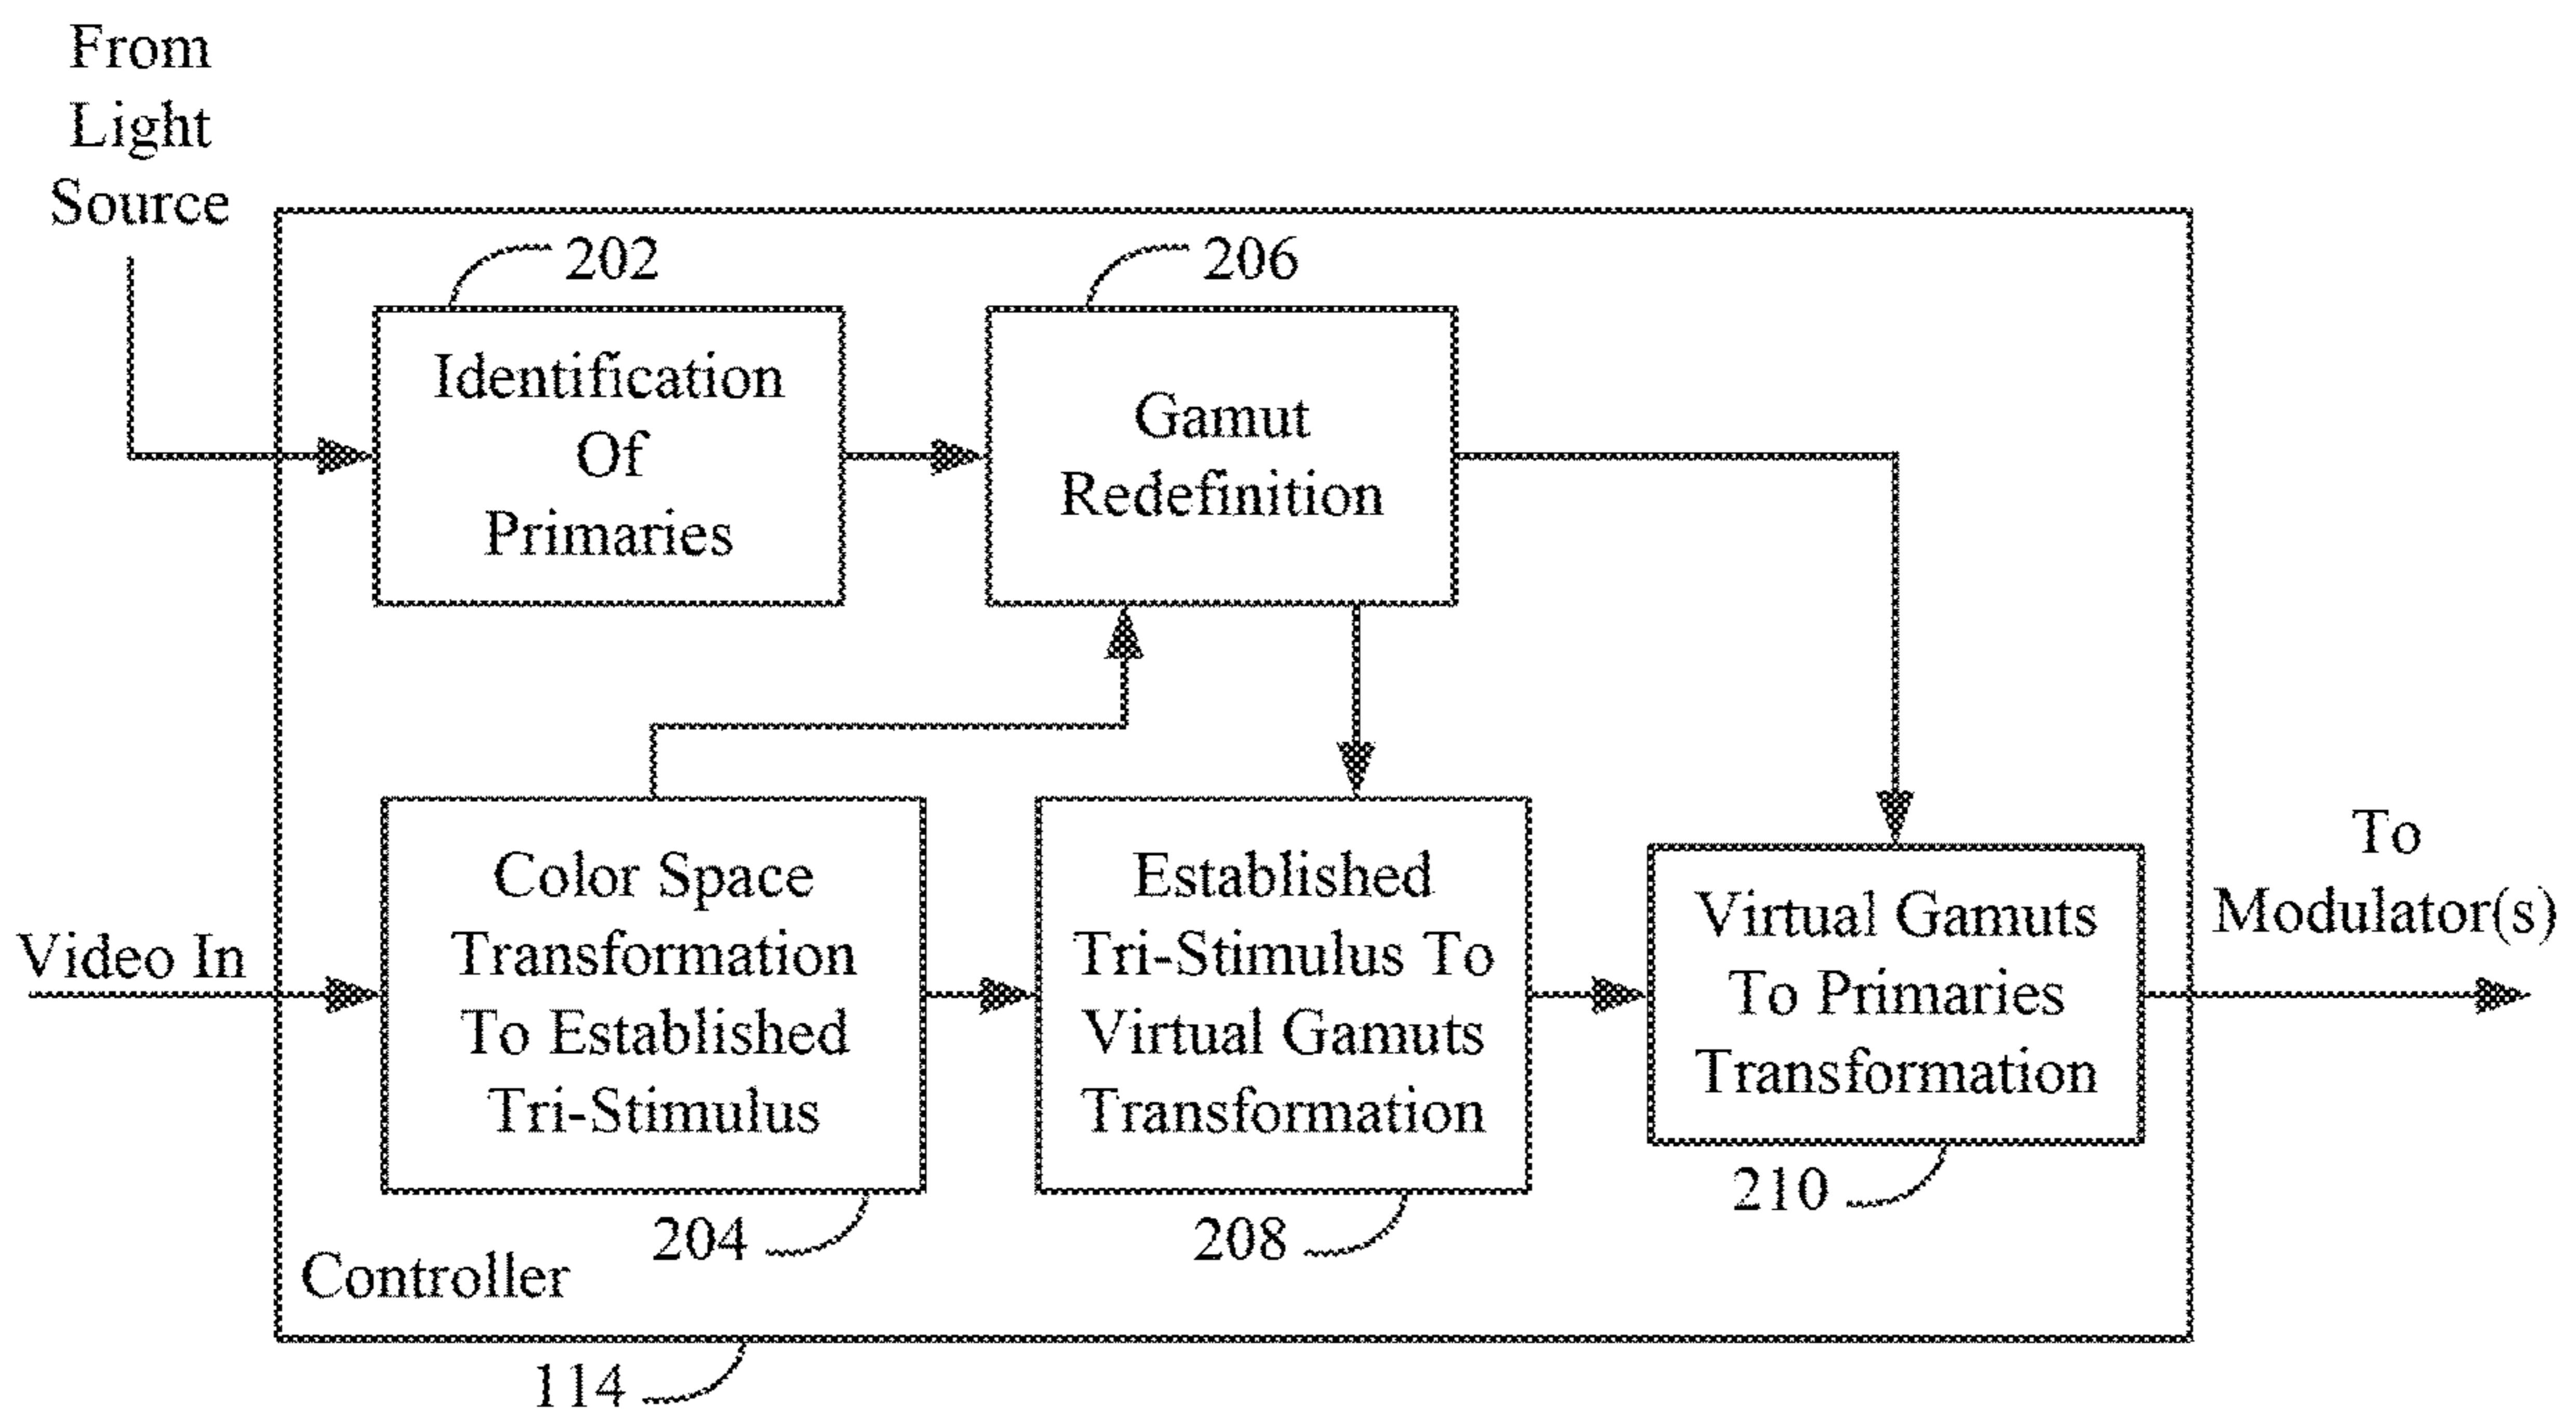 From
Light
Source
202
206
Identification
Of
Primaries
Gamut
Redefinition
Video In
Color Space
Transformation
To Established
Tri-Stimulus
Established
Tri-Stimulus To
Virtual Gamuts
Transformation
Virtual Gamuts
To Primaries
Transformation
To
Modulator(s)
204
208
210
Controller
114